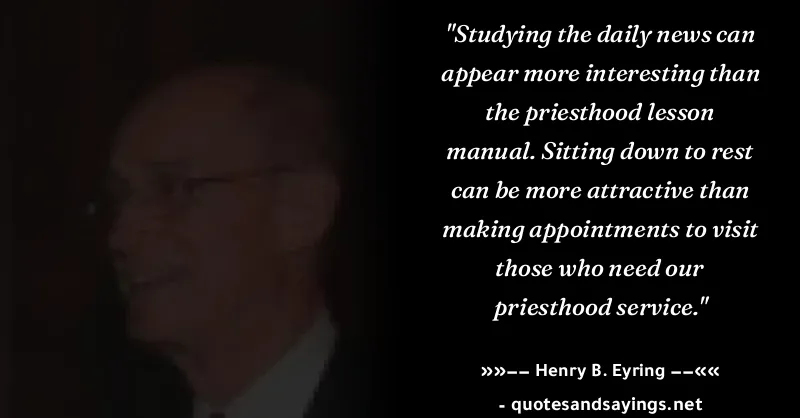 "Studying the daily news can
appear more interesting than
the priesthood lesson
manual. Sitting down to rest
can be more attractive than
making appointments to visit
those who need our
priesthood service."
»»−− Henry B. Eyring −−««
- quotesandsayings.net